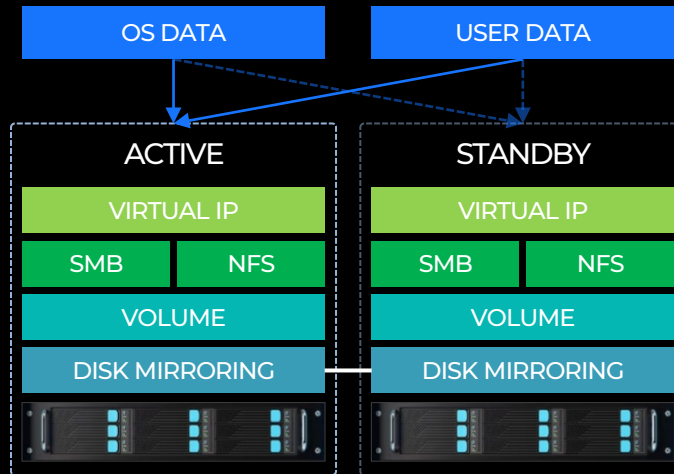 OS DATA
USER DATA
ACTIVE
VIRTUAL IP
SMB
NFS
VOLUME
DISK MIRRORING
STANDBY
VIRTUAL IP
SMB
NFS
VOLUME
DISK MIRRORING